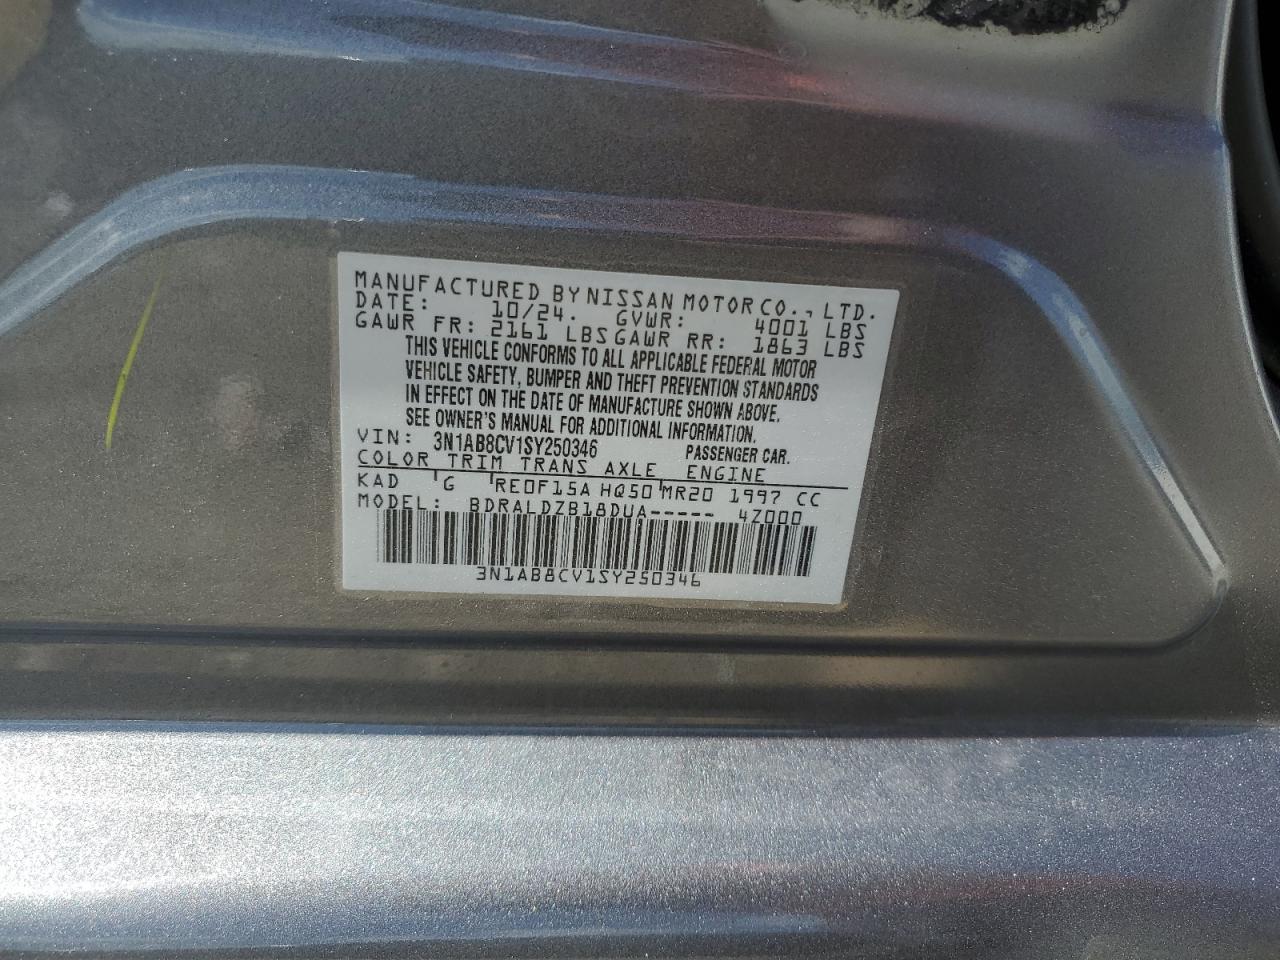 MANUFACTURED BY NISSAN MOTOR CO., LTD.
DATE: 10/24. GVWR: 4001 LBS
GAWR FR: 2161 LBS GAWR RR: 1863 LBS
THIS VEHICLE CONFORMS TO ALL APPLICABLE FEDERAL MOTOR
VEHICLE SAFETY, BUMPER AND THEFT PREVENTION STANDARDS
IN EFFECT ON THE DATE OF MANUFACTURE SHOWN ABOVE.
SEE OWNER'S MANUAL FOR ADDITIONAL INFORMATION.
VIN: 3N1AB8CV1SY250346 PASSENGER CAR.
COLOR TRIM TRANS AXLE ENGINE
KAD G RE0F15A HQ50 MR20 1997 CC
MODEL: BDRALDZB18DUA----- 4Z000
3N1AB8CV1SY250346